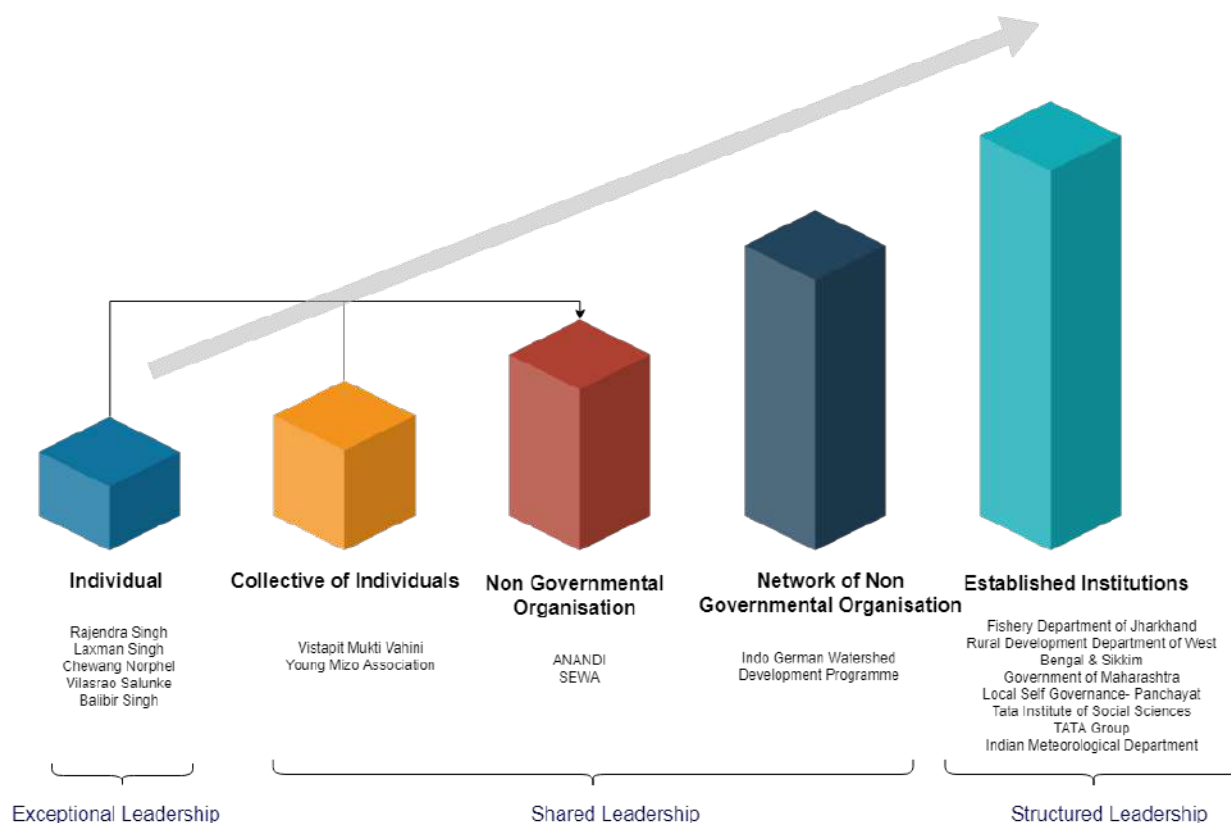 Individual
Rajendra Singh
Laxman Singh
Chewang Norphel
Vilasrao Salunke
Balibir Singh
Collective of Individuals
Vistapit Mukti Vahini
Young Mizo Association
Non Governmental
Organisation
ANANDI
SEWA
Network of Non
Governmental Organisation
Indo German Watershed
Development Programme
Established Institutions
Fishery Department of Jharkhand
Rural Development Department of West
Bengal & Sikkim
Government of Maharashtra
Local Self Governance- Panchayat
Tata Institute of Social Sciences
TATA Group
Indian Meteorological Department
Exceptional Leadership
Shared Leadership
Structured Leadership